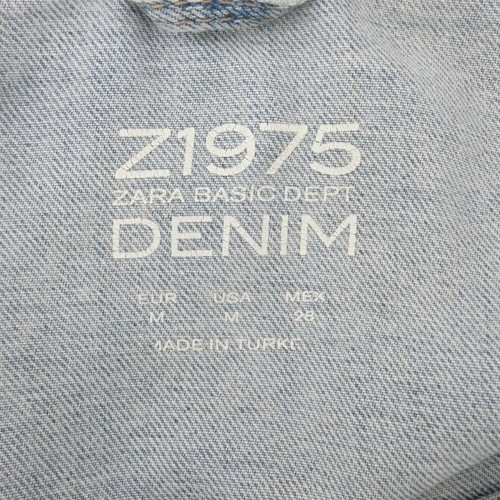 Z1975
ZARA BASIC DEPT
DENIM
EUR USA MEX
M M 28
MADE IN TURKE